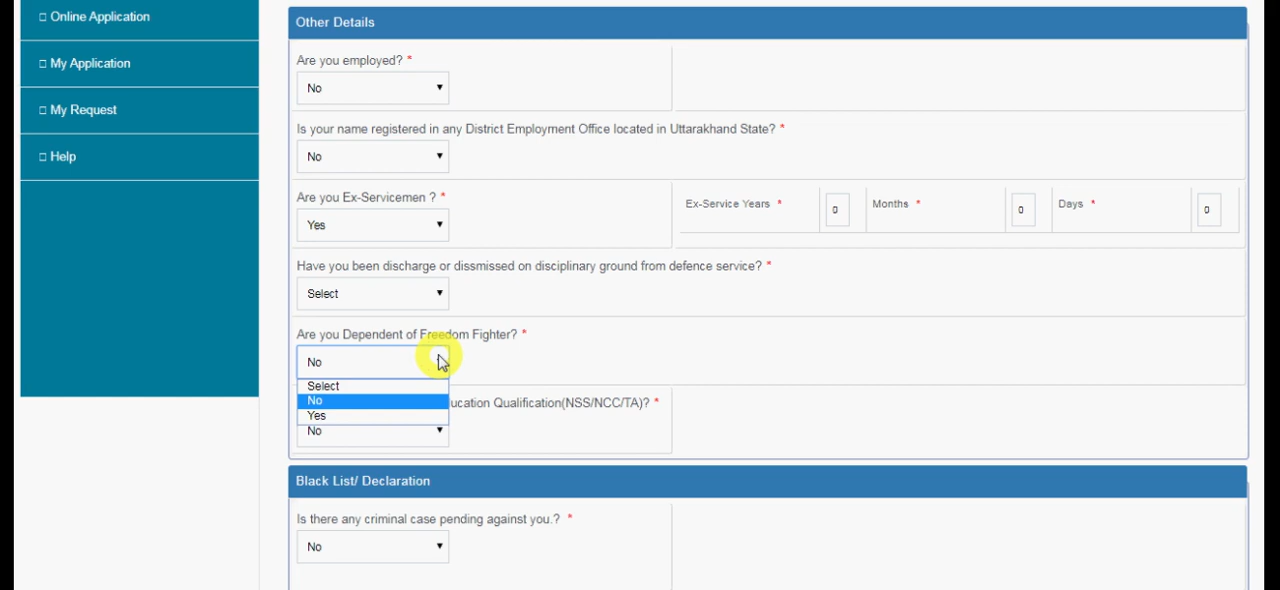 Online Application
My Application
My Request
Help
Other Details
Are you employed? *
No
Is your name registered in any District Employment Office located in Uttarakhand State? *
No
Are you Ex-Servicemen ? *
Yes
Ex-Service Years * 0 Months * 0 Days * 0
Have you been discharge or dissmissed on disciplinary ground from defence service? *
Select
Are you Dependent of Freedom Fighter? *
No
Select
No
Yes
ucation Qualification(NSS/NCC/TA)? *
No
Black List/ Declaration
Is there any criminal case pending against you.? *
No